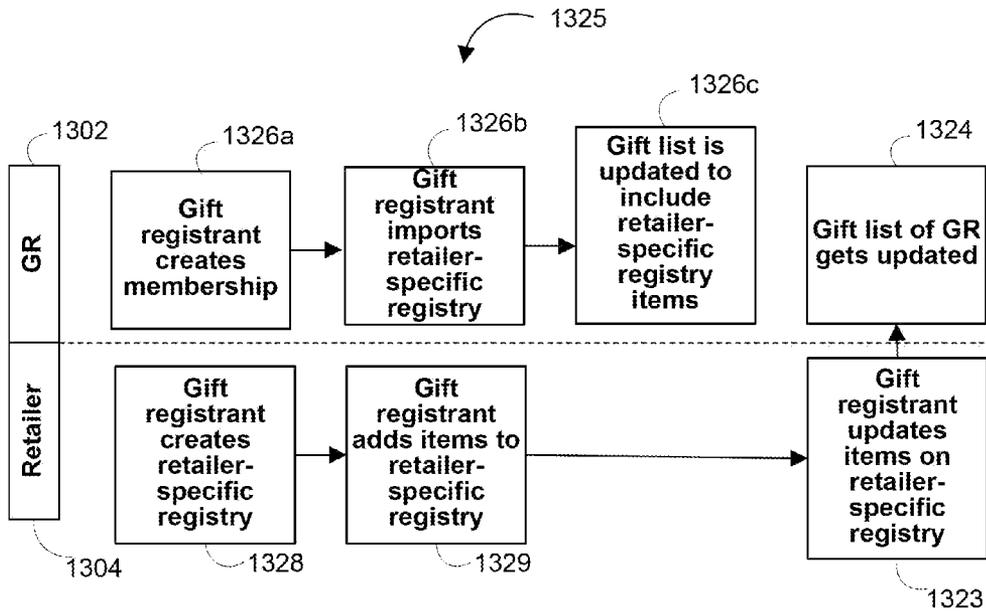 1325
1302
1326a
1326b
1326c
1324
GR
Gift
registrant
creates
membership
Gift
registrant
imports
retailer-
specific
registry
Gift list is
updated to
include
retailer-
specific
registry
items
Gift list of GR
gets updated
Retailer
Gift
registrant
creates
retailer-
specific
registry
Gift
registrant
adds items to
retailer-
specific
registry
Gift
registrant
updates
items on
retailer-
specific
registry
1304
1328
1329
1323